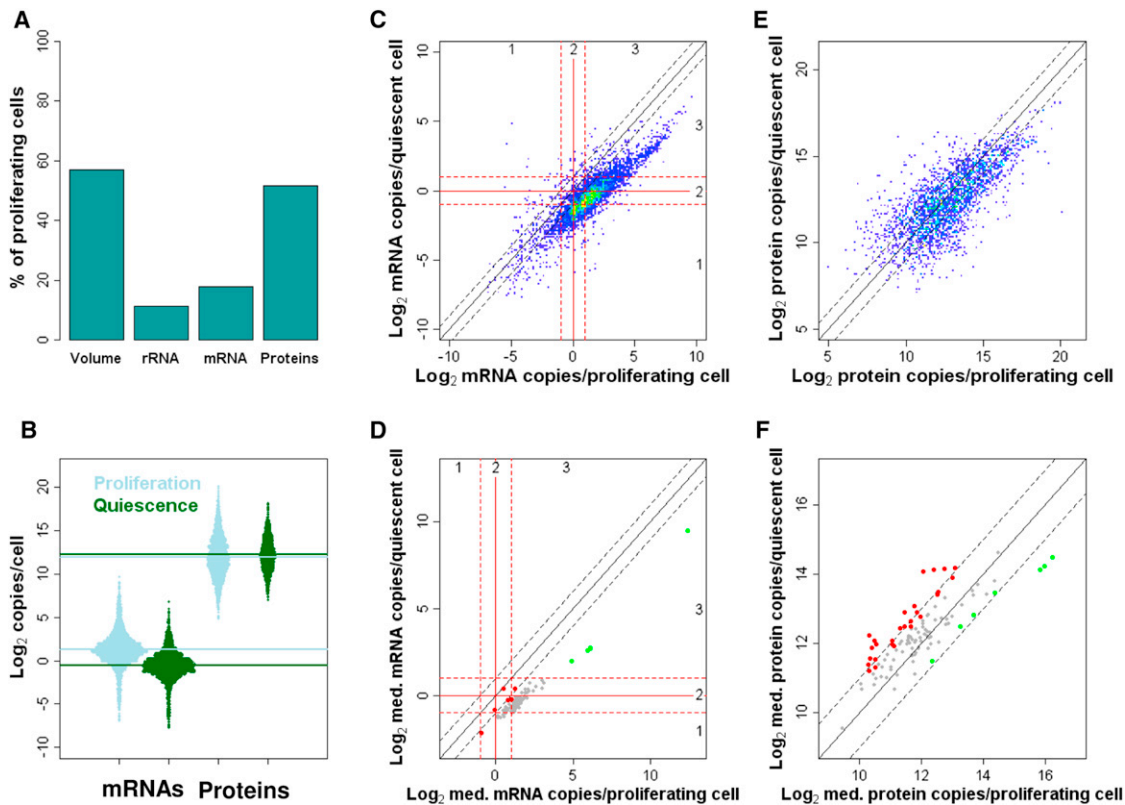 A
% of proliferating cells
100
80
60
40
20
0
Volume rRNA mRNA Proteins
B
Log2 copies/cell
20
15
10
5
0
-5
-10
Proliferation
Quiescence
mRNAs Proteins
C
Log2 mRNA copies/quiescent cell
10
5
0
-5
-10
1 2 3
3
2
1
-10 -5 0 5 10
Log2 mRNA copies/proliferating cell
D
Log2 med. mRNA copies/quiescent cell
10
5
0
1 2 3
3
2
1
0 5 10
Log2 med. mRNA copies/proliferating cell
E
Log2 protein copies/quiescent cell
20
15
10
5
5 10 15 20
Log2 protein copies/proliferating cell
F
Log2 med. protein copies/quiescent cell
16
14
12
10
10 12 14 16
Log2 med. protein copies/proliferating cell